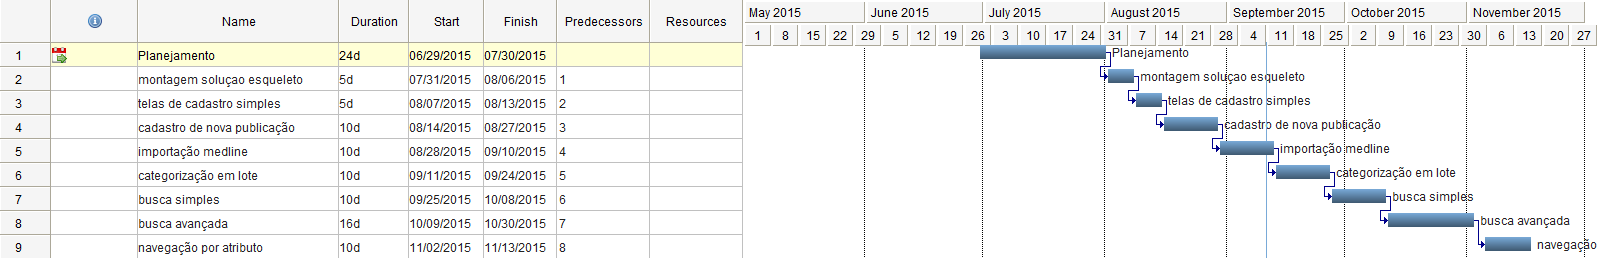 Name Duration Start Finish Predecessors Resources
May 2015 June 2015 July 2015 August 2015 September 2015 October 2015 November 2015
1 8 15 22 29 5 12 19 26 3 10 17 24 31 7 14 21 28 4 11 18 25 2 9 16 23 30 6 13 20 27
1 Planejamento 24d 06/29/2015 07/30/2015 Planejamento
2 montagem soluçao esqueleto 5d 07/31/2015 08/06/2015 1 montagem soluçao esqueleto
3 telas de cadastro simples 5d 08/07/2015 08/13/2015 2 telas de cadastro simples
4 cadastro de nova publicação 10d 08/14/2015 08/27/2015 3 cadastro de nova publicação
5 importação medline 10d 08/28/2015 09/10/2015 4 importação medline
6 categorização em lote 10d 09/11/2015 09/24/2015 5 categorização em lote
7 busca simples 10d 09/25/2015 10/08/2015 6 busca simples
8 busca avançada 16d 10/09/2015 10/30/2015 7 busca avançada
9 navegação por atributo 10d 11/02/2015 11/13/2015 8 navegação